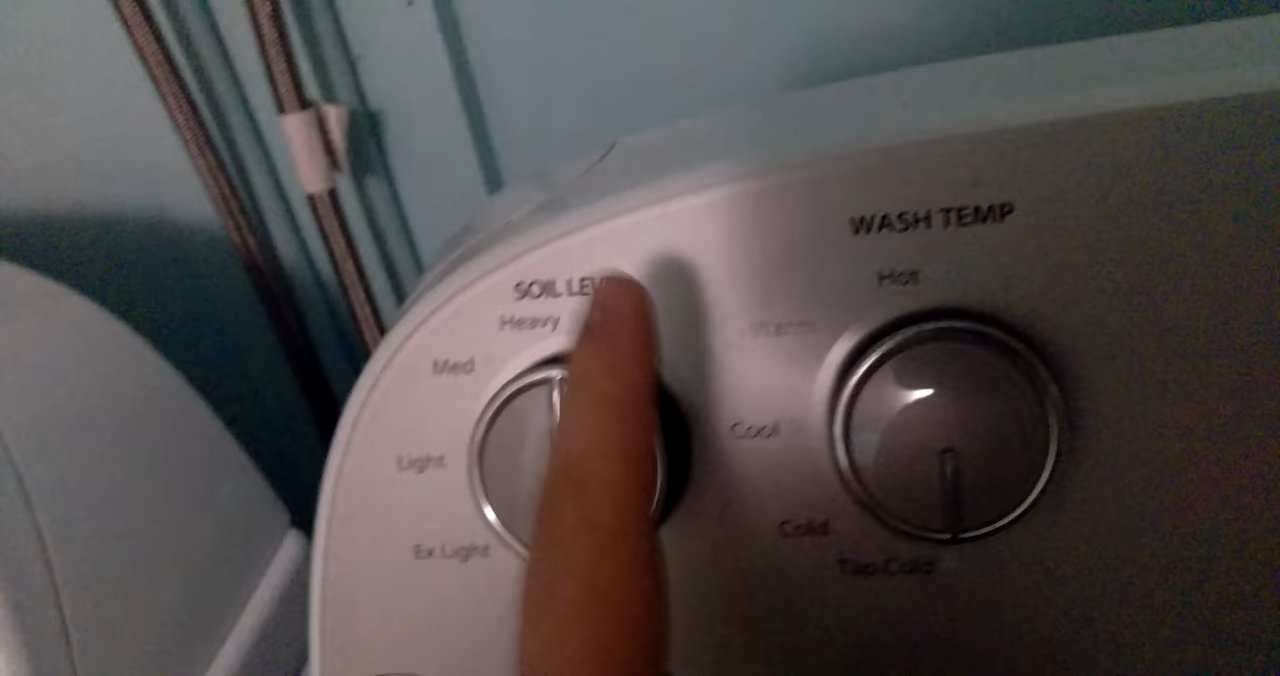 WASH TEMP
Hot
SOIL LEV
Heavy
Warm
Med
Cool
Light
Cold
Ex Light
Tap Cold